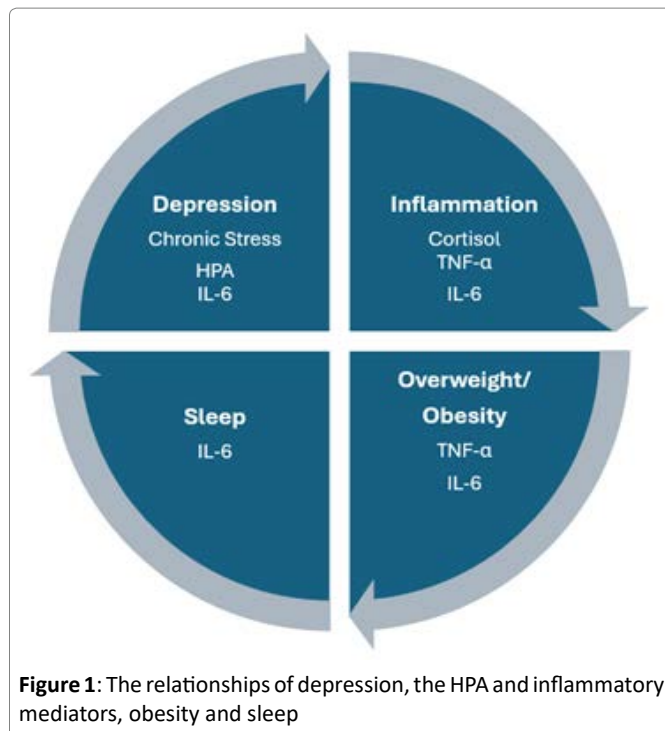 Depression
Chronic Stress
HPA
IL-6
Inflammation
Cortisol
TNF-α
IL-6
Sleep
IL-6
Overweight/
Obesity
TNF-α
IL-6
Figure 1: The relationships of depression, the HPA and inflammatory
mediators, obesity and sleep